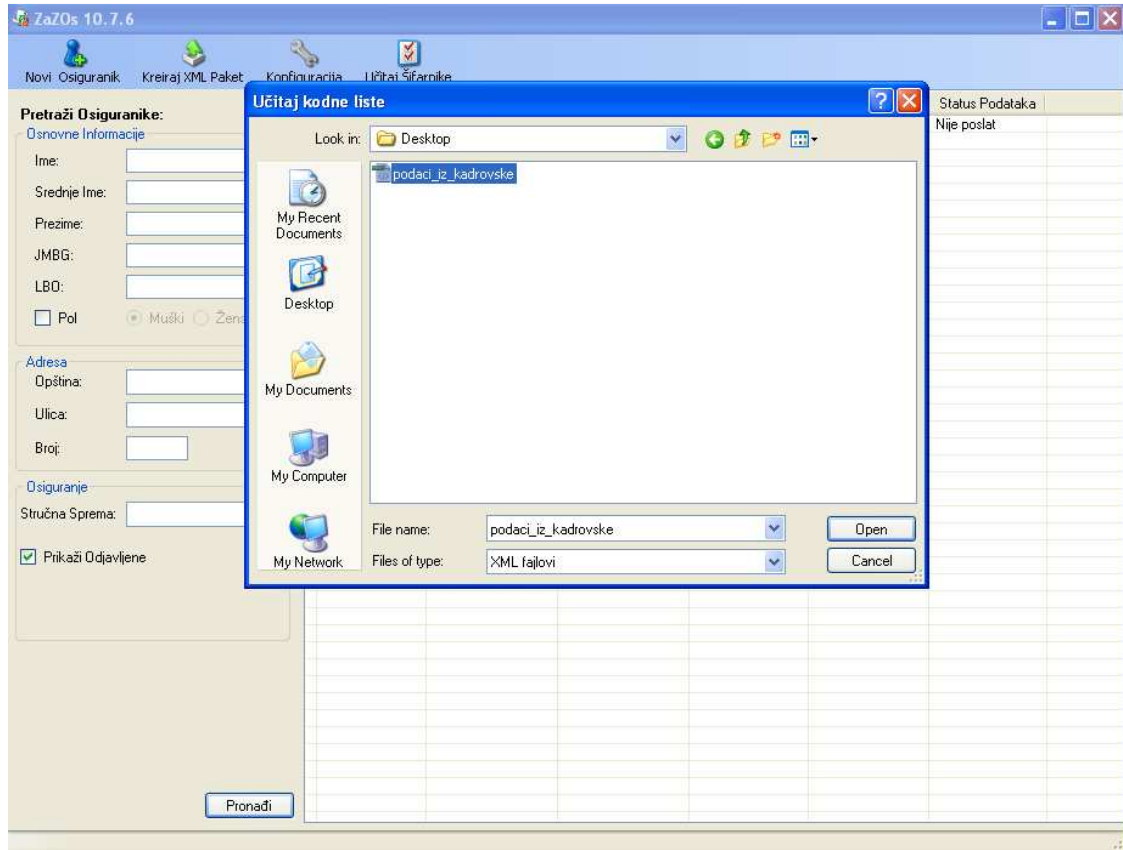 ZaZOs 10.7.6
Novi Osiguranik Kreiraj XML Paket Konfiguracija Učitaj Šifarnike
Pretraži Osiguranike:
Osnovne Informacije
Ime:
Srednje Ime:
Prezime:
JMBG:
LBO:
Pol Muški
Adresa
Opština:
Ulica:
Broj:
Osiguranje
Stručna Sprema:
Prikaži Odjavljene
Pronađi
Učitaj kodne liste
Look in: Desktop
podaci_iz_kadrovske
My Recent
Documents
Desktop
My Documents
My Computer
My Network
File name: podaci_iz_kadrovske Open
Files of type: XML fajlovi Cancel
Status Podataka
Nije poslat